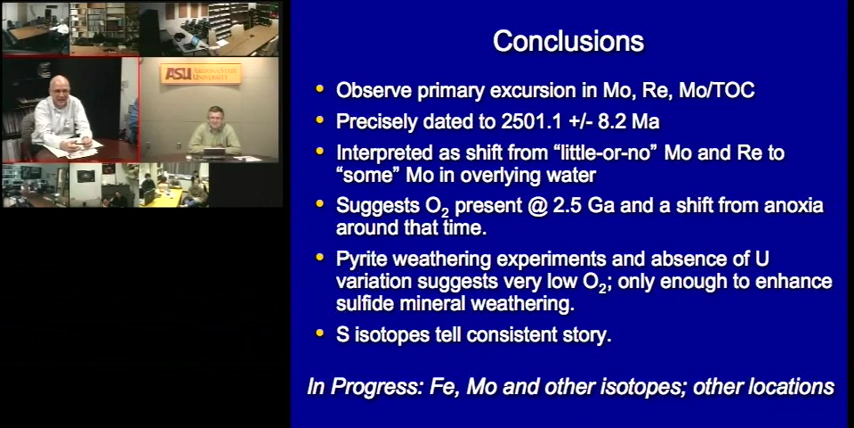 ASU ARIZONA STATE
UNIVERSITY
Conclusions
• Observe primary excursion in Mo, Re, Mo/TOC
• Precisely dated to 2501.1 +/- 8.2 Ma
• Interpreted as shift from “little-or-no” Mo and Re to
“some” Mo in overlying water
• Suggests O₂ present @ 2.5 Ga and a shift from anoxia
around that time.
• Pyrite weathering experiments and absence of U
variation suggests very low O₂; only enough to enhance
sulfide mineral weathering.
• S isotopes tell consistent story.
In Progress: Fe, Mo and other isotopes; other locations